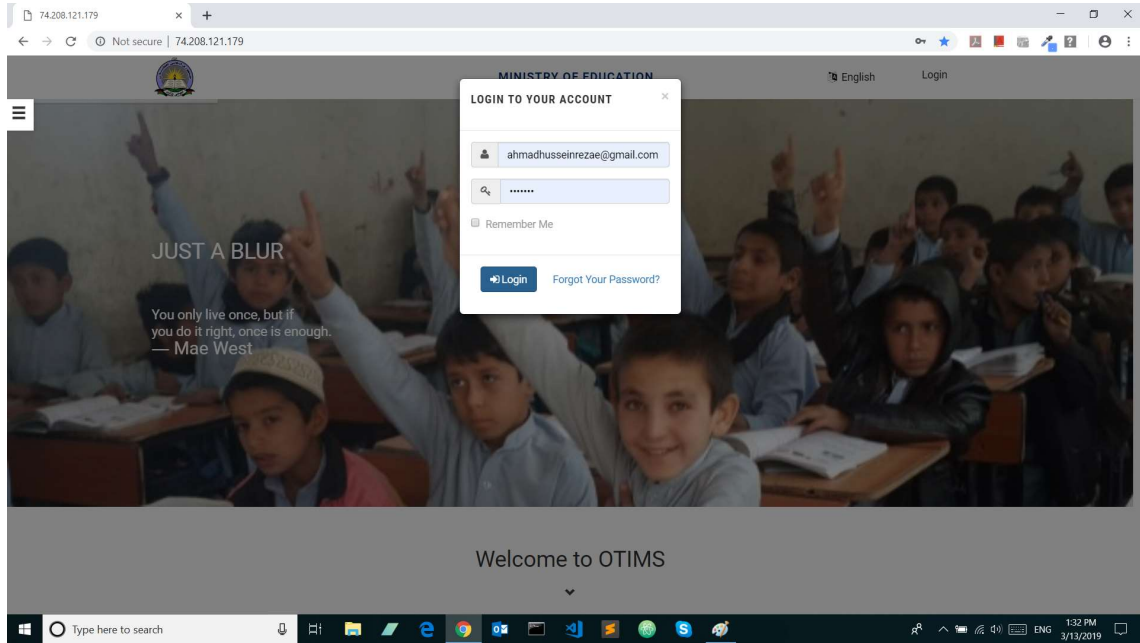 74.208.121.179
Not secure | 74.208.121.179
MINISTRY OF EDUCATION
English
Login
LOGIN TO YOUR ACCOUNT
×
ahmadhusseinrezae@gmail.com
•••••••
Remember Me
Login
Forgot Your Password?
JUST A BLUR
You only live once, but if
you do it right, once is enough.
— Mae West
Welcome to OTIMS
Type here to search
ENG
1:32 PM
3/13/2019